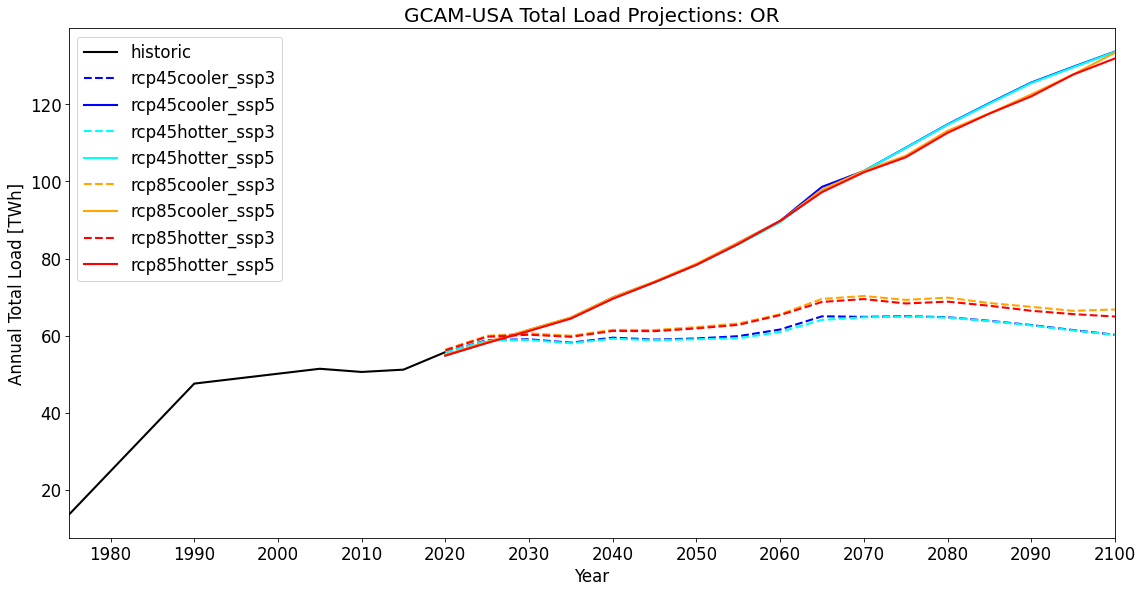 GCAM-USA Total Load Projections: OR
historic
rcp45cooler_ssp3
rcp45cooler_ssp5
rcp45hotter_ssp3
rcp45hotter_ssp5
rcp85cooler_ssp3
rcp85cooler_ssp5
rcp85hotter_ssp3
rcp85hotter_ssp5
Annual Total Load [TWh]
120
100
80
60
40
20
1980 1990 2000 2010 2020 2030 2040 2050 2060 2070 2080 2090 2100
Year